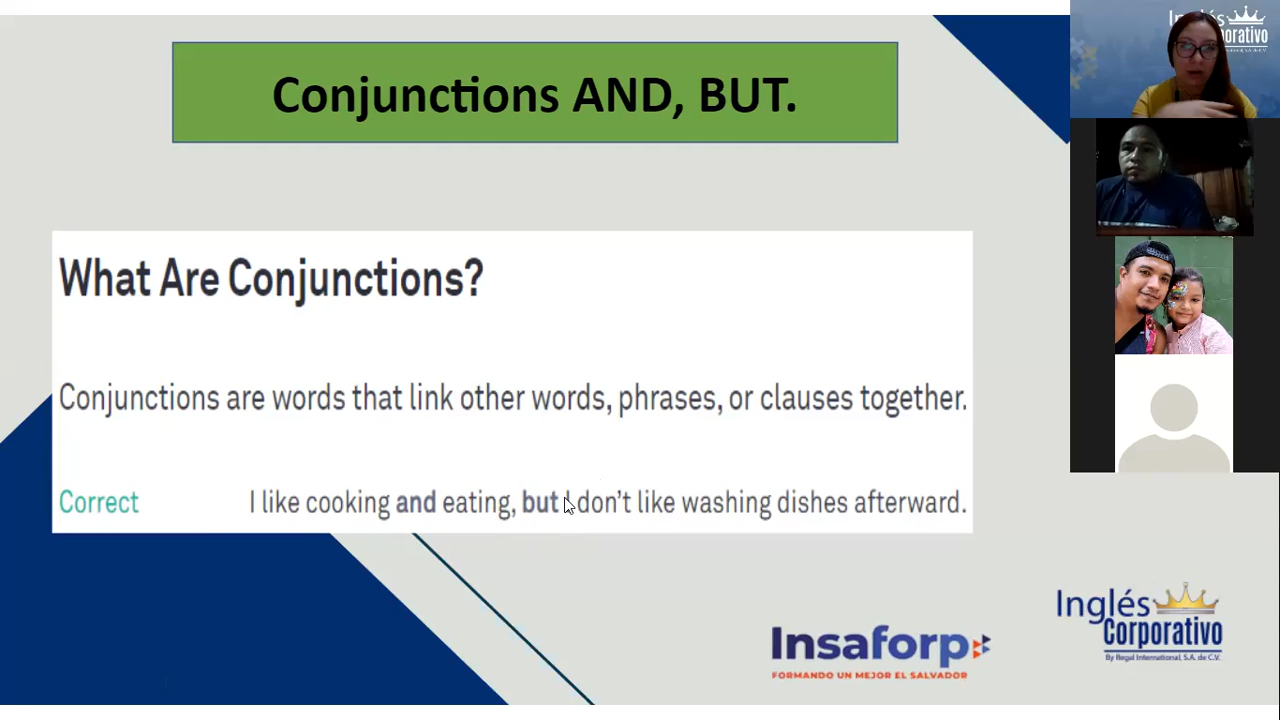 Conjunctions AND, BUT.
What Are Conjunctions?
Conjunctions are words that link other words, phrases, or clauses together.
Correct I like cooking and eating, but I don't like washing dishes afterward.
Insaforp
FORMANDO UN MEJOR EL SALVADOR
Inglés
Corporativo
By Regal International, S.A. de C.V.